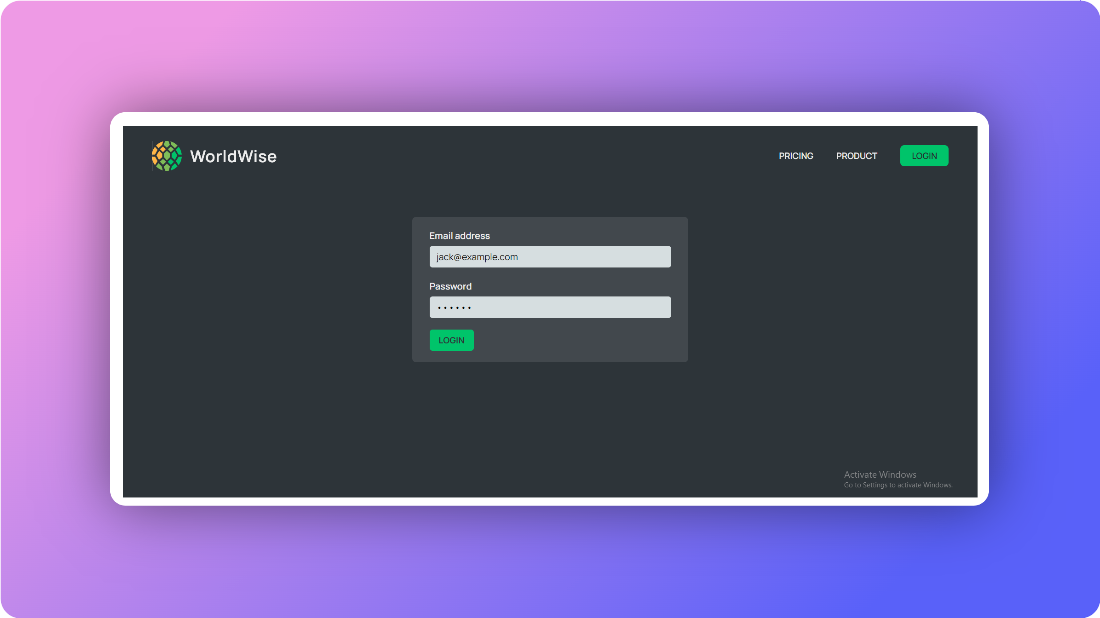 WorldWise
PRICING
PRODUCT
LOGIN
Email address
jack@example.com
Password
••••••
LOGIN
Activate Windows
Go to Settings to activate Windows